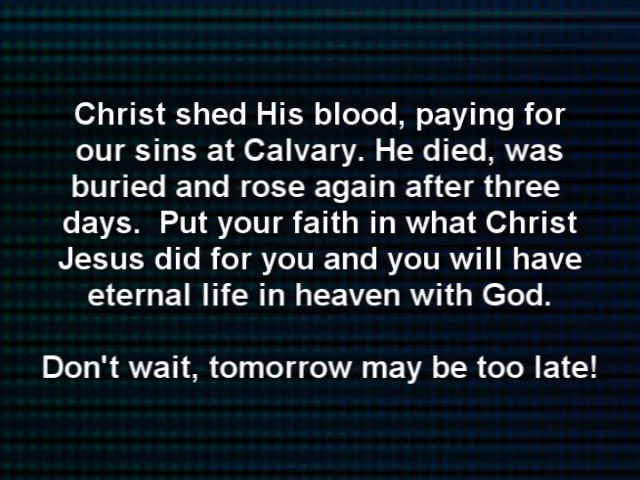 Christ shed His blood, paying for
our sins at Calvary. He died, was
buried and rose again after three
days.  Put your faith in what Christ
Jesus did for you and you will have
eternal life in heaven with God.
Don't wait, tomorrow may be too late!